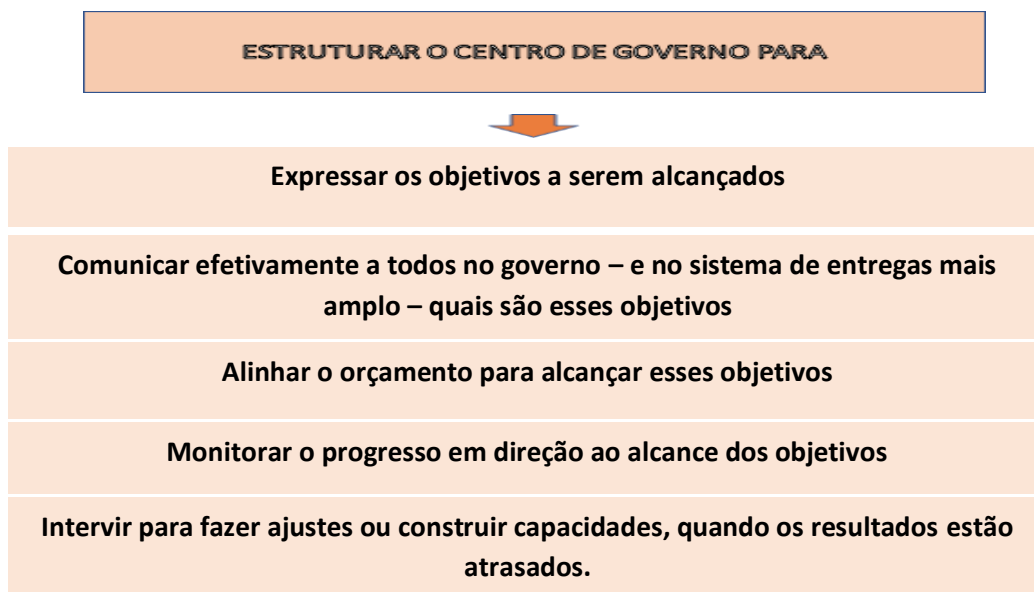 ESTRUTURAR O CENTRO DE GOVERNO PARA
Expressar os objetivos a serem alcançados
Comunicar efetivamente a todos no governo – e no sistema de entregas mais
amplo – quais são esses objetivos
Alinhar o orçamento para alcançar esses objetivos
Monitorar o progresso em direção ao alcance dos objetivos
Intervir para fazer ajustes ou construir capacidades, quando os resultados estão
atrasados.